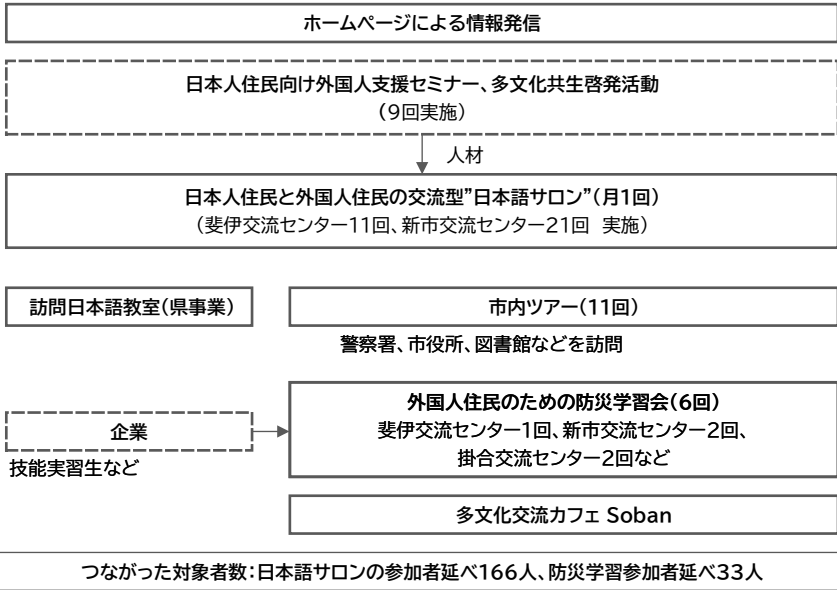 ホームページによる情報発信
日本人住民向け外国人支援セミナー、多文化共生啓発活動
(9回実施)
人材
日本人住民と外国人住民の交流型”日本語サロン”(月1回)
(斐伊交流センター11回、新市交流センター21回 実施)
訪問日本語教室(県事業)
市内ツアー(11回)
警察署、市役所、図書館などを訪問
外国人住民のための防災学習会(6回)
斐伊交流センター1回、新市交流センター2回、
掛合交流センター2回など
企業
技能実習生など
多文化交流カフェ Soban
つながった対象者数:日本語サロンの参加者延べ166人、防災学習参加者延べ33人